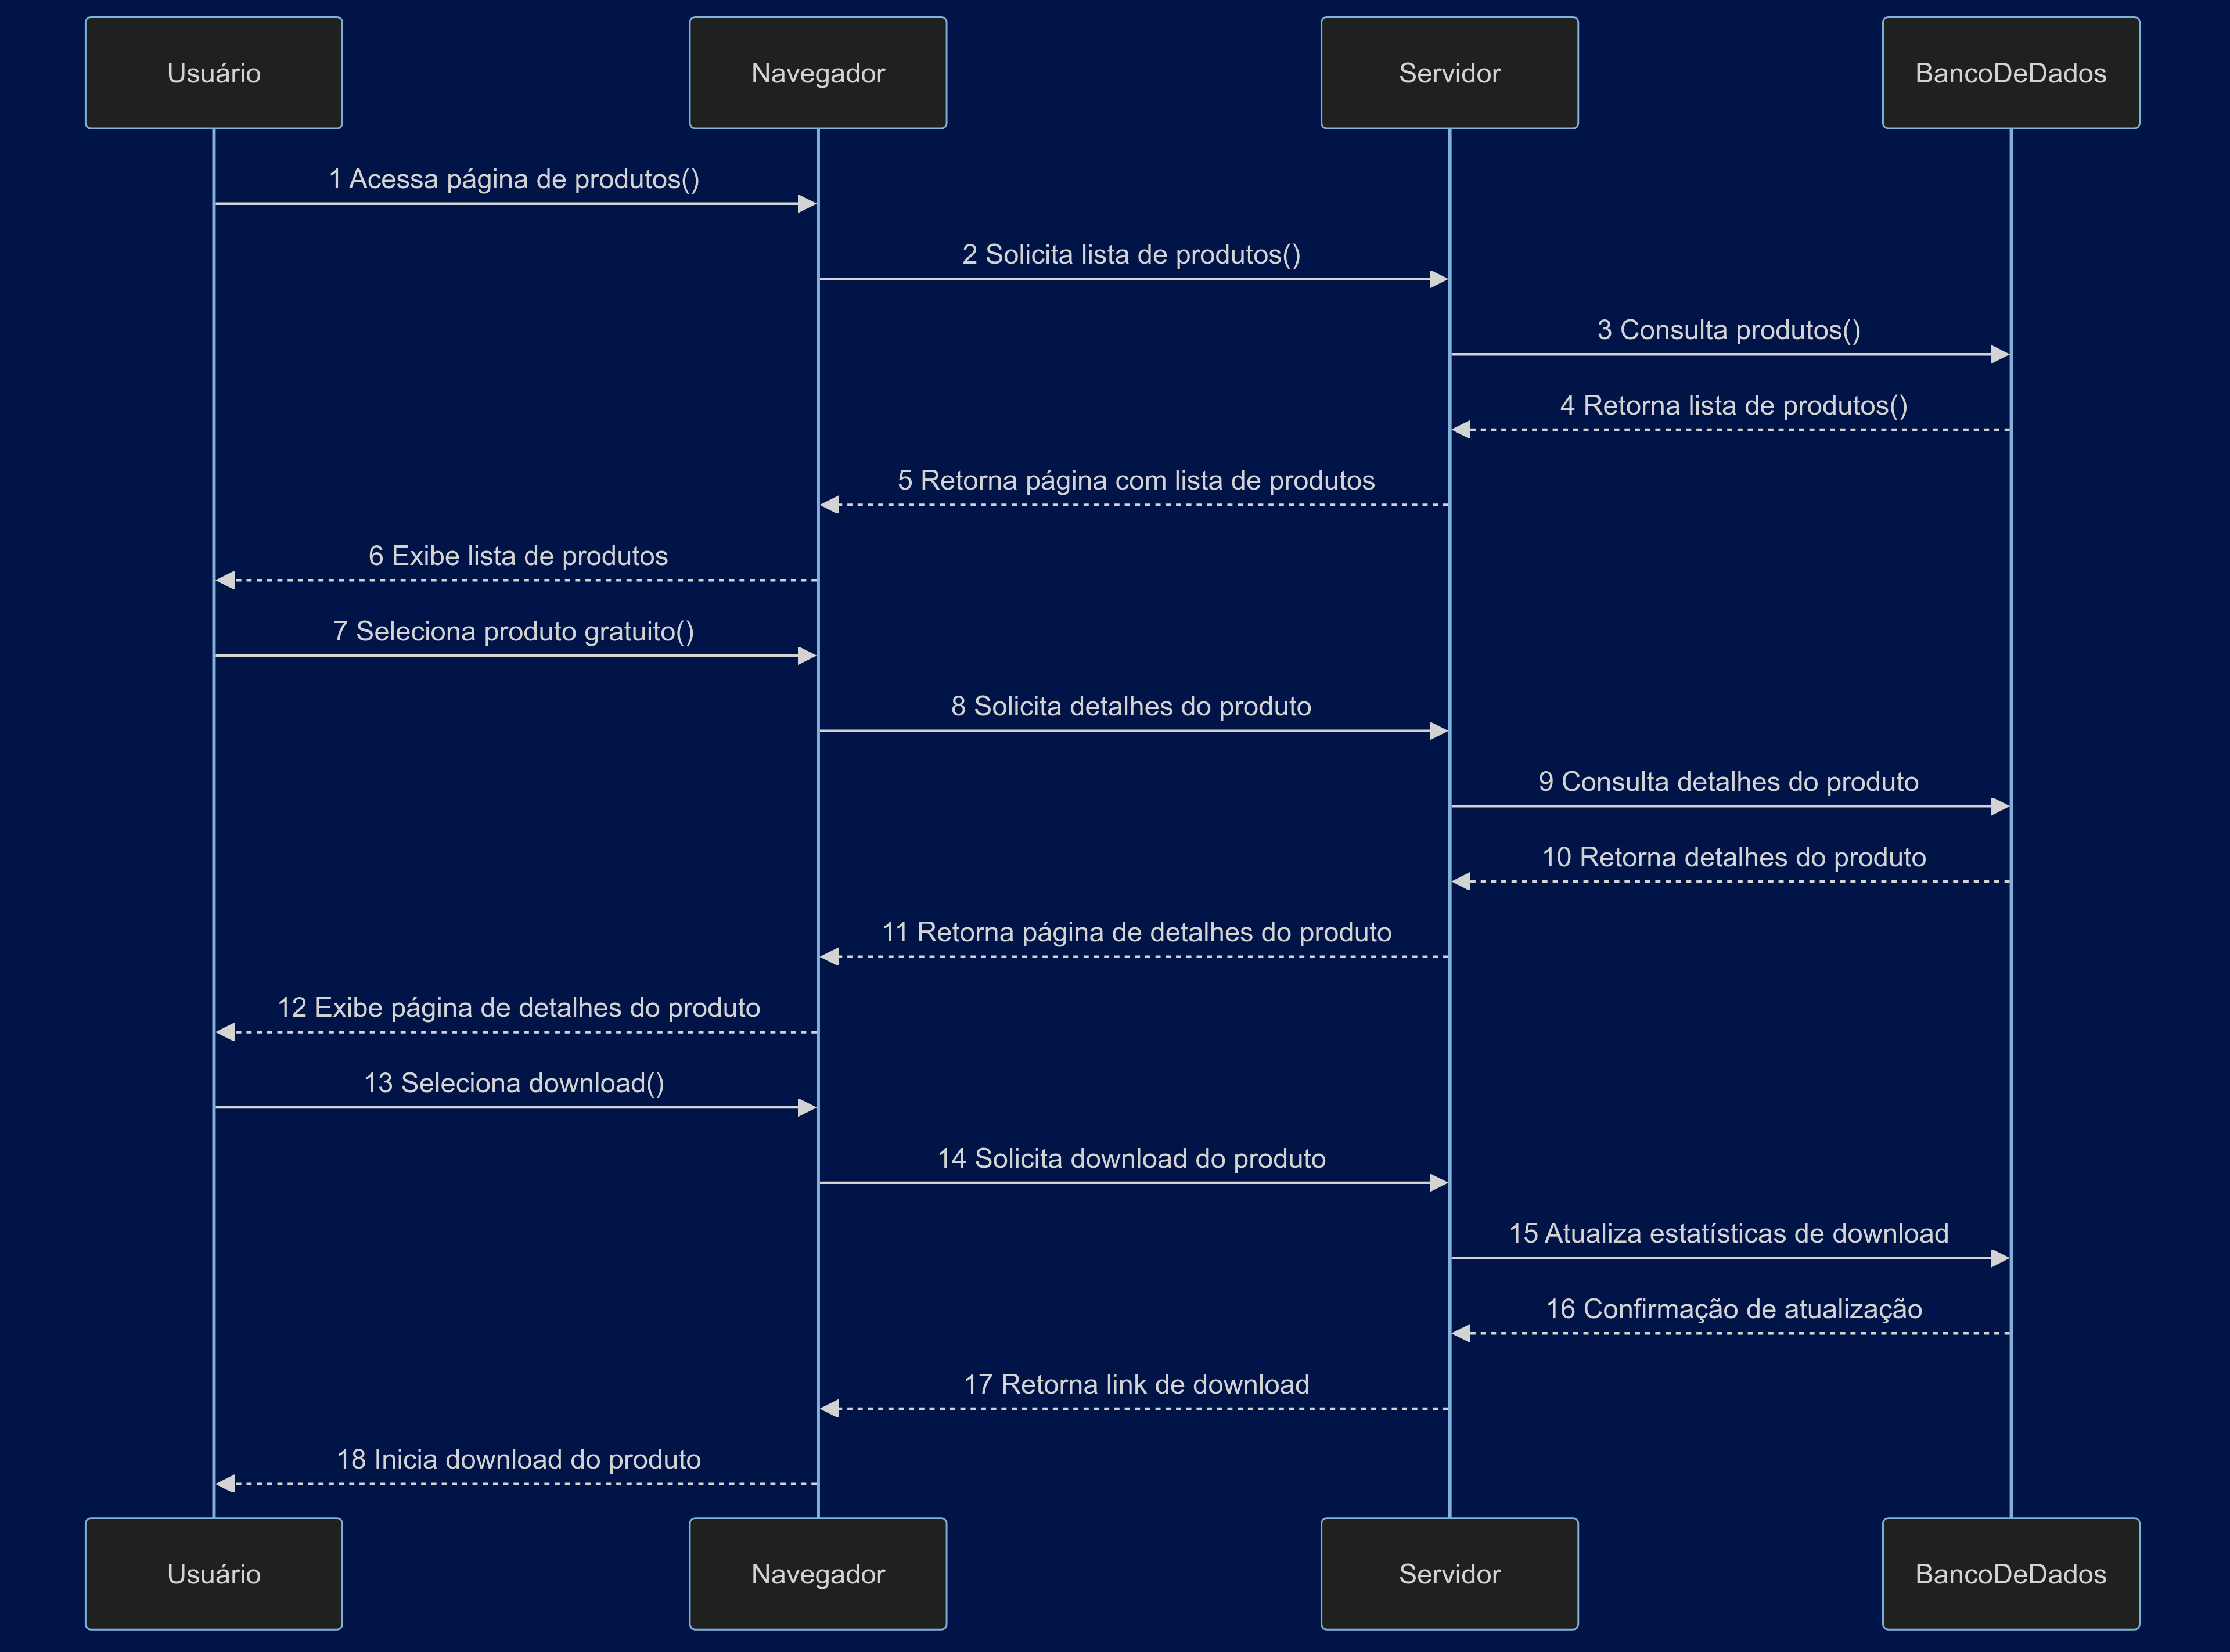 Usuário
Navegador
Servidor
BancoDeDados
1 Acessa página de produtos()
2 Solicita lista de produtos()
3 Consulta produtos()
4 Retorna lista de produtos()
5 Retorna página com lista de produtos
6 Exibe lista de produtos
7 Seleciona produto gratuito()
8 Solicita detalhes do produto
9 Consulta detalhes do produto
10 Retorna detalhes do produto
11 Retorna página de detalhes do produto
12 Exibe página de detalhes do produto
13 Seleciona download()
14 Solicita download do produto
15 Atualiza estatísticas de download
16 Confirmação de atualização
17 Retorna link de download
18 Inicia download do produto
Usuário
Navegador
Servidor
BancoDeDados